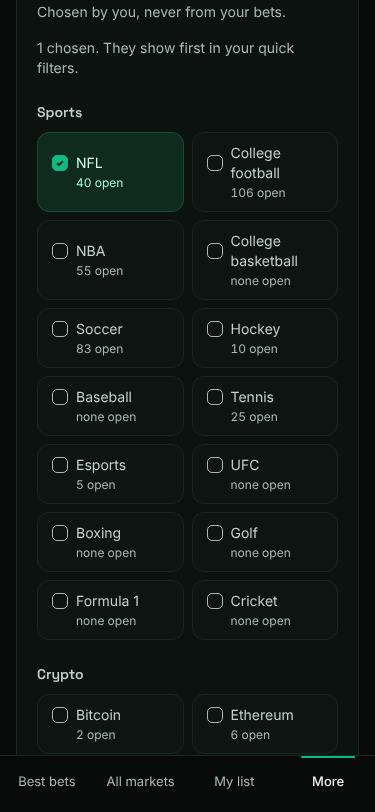 Chosen by you, never from your bets.
1 chosen. They show first in your quick
filters.
Sports
NFL
40 open
College
football
106 open
NBA
55 open
College
basketball
none open
Soccer
83 open
Hockey
10 open
Baseball
none open
Tennis
25 open
Esports
5 open
UFC
none open
Boxing
none open
Golf
none open
Formula 1
none open
Cricket
none open
Crypto
Bitcoin
2 open
Ethereum
6 open
Best bets
All markets
My list
More